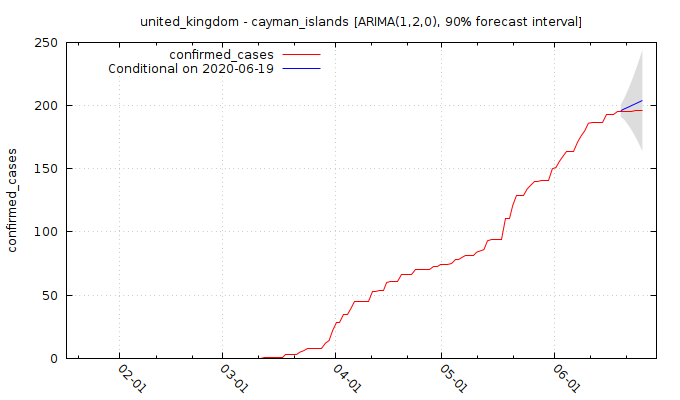 united_kingdom - cayman_islands [ARIMA(1,2,0), 90% forecast interval]
confirmed_cases
Conditional on 2020-06-19
confirmed_cases
250
200
150
100
50
0
02-01
03-01
04-01
05-01
06-01